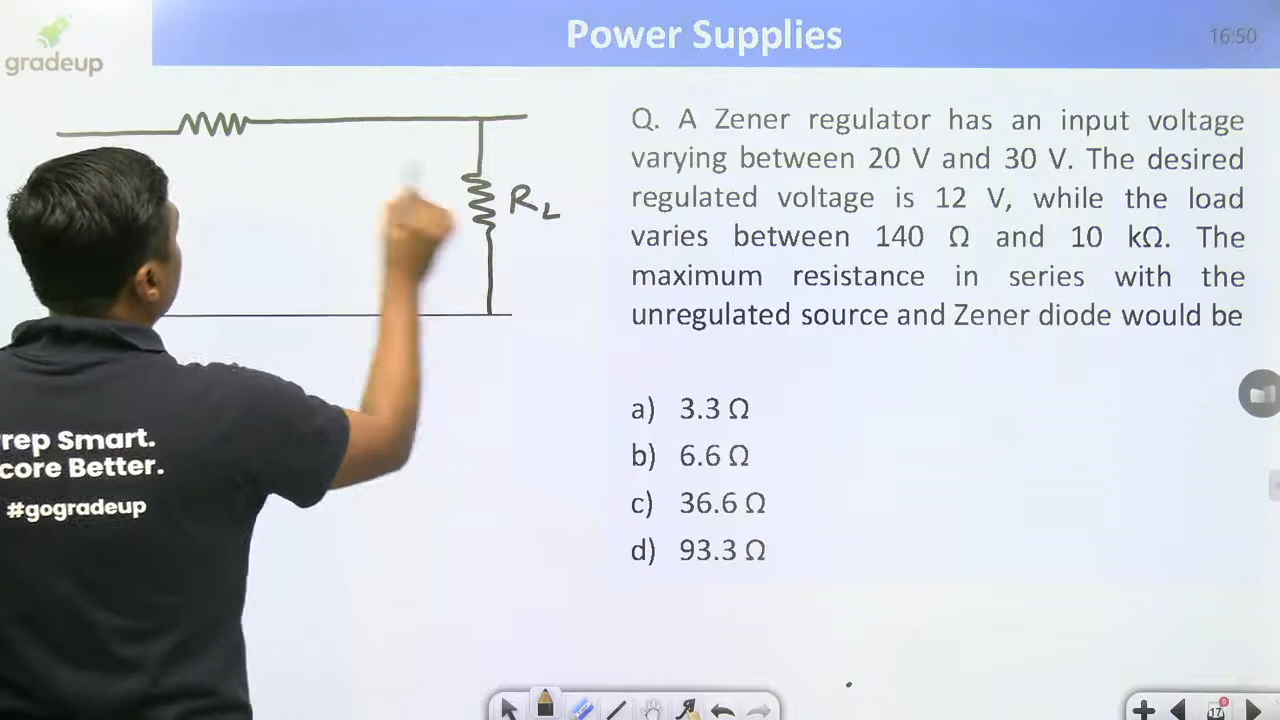 gradeup
Power Supplies
16:50
Q. A Zener regulator has an input voltage
varying between 20 V and 30 V. The desired
regulated voltage is 12 V, while the load
varies between 140 Ω and 10 kΩ. The
maximum resistance in series with the
unregulated source and Zener diode would be
R L
a) 3.3 Ω
b) 6.6 Ω
c) 36.6 Ω
d) 93.3 Ω
rep Smart.
core Better.
#gogradeup
17